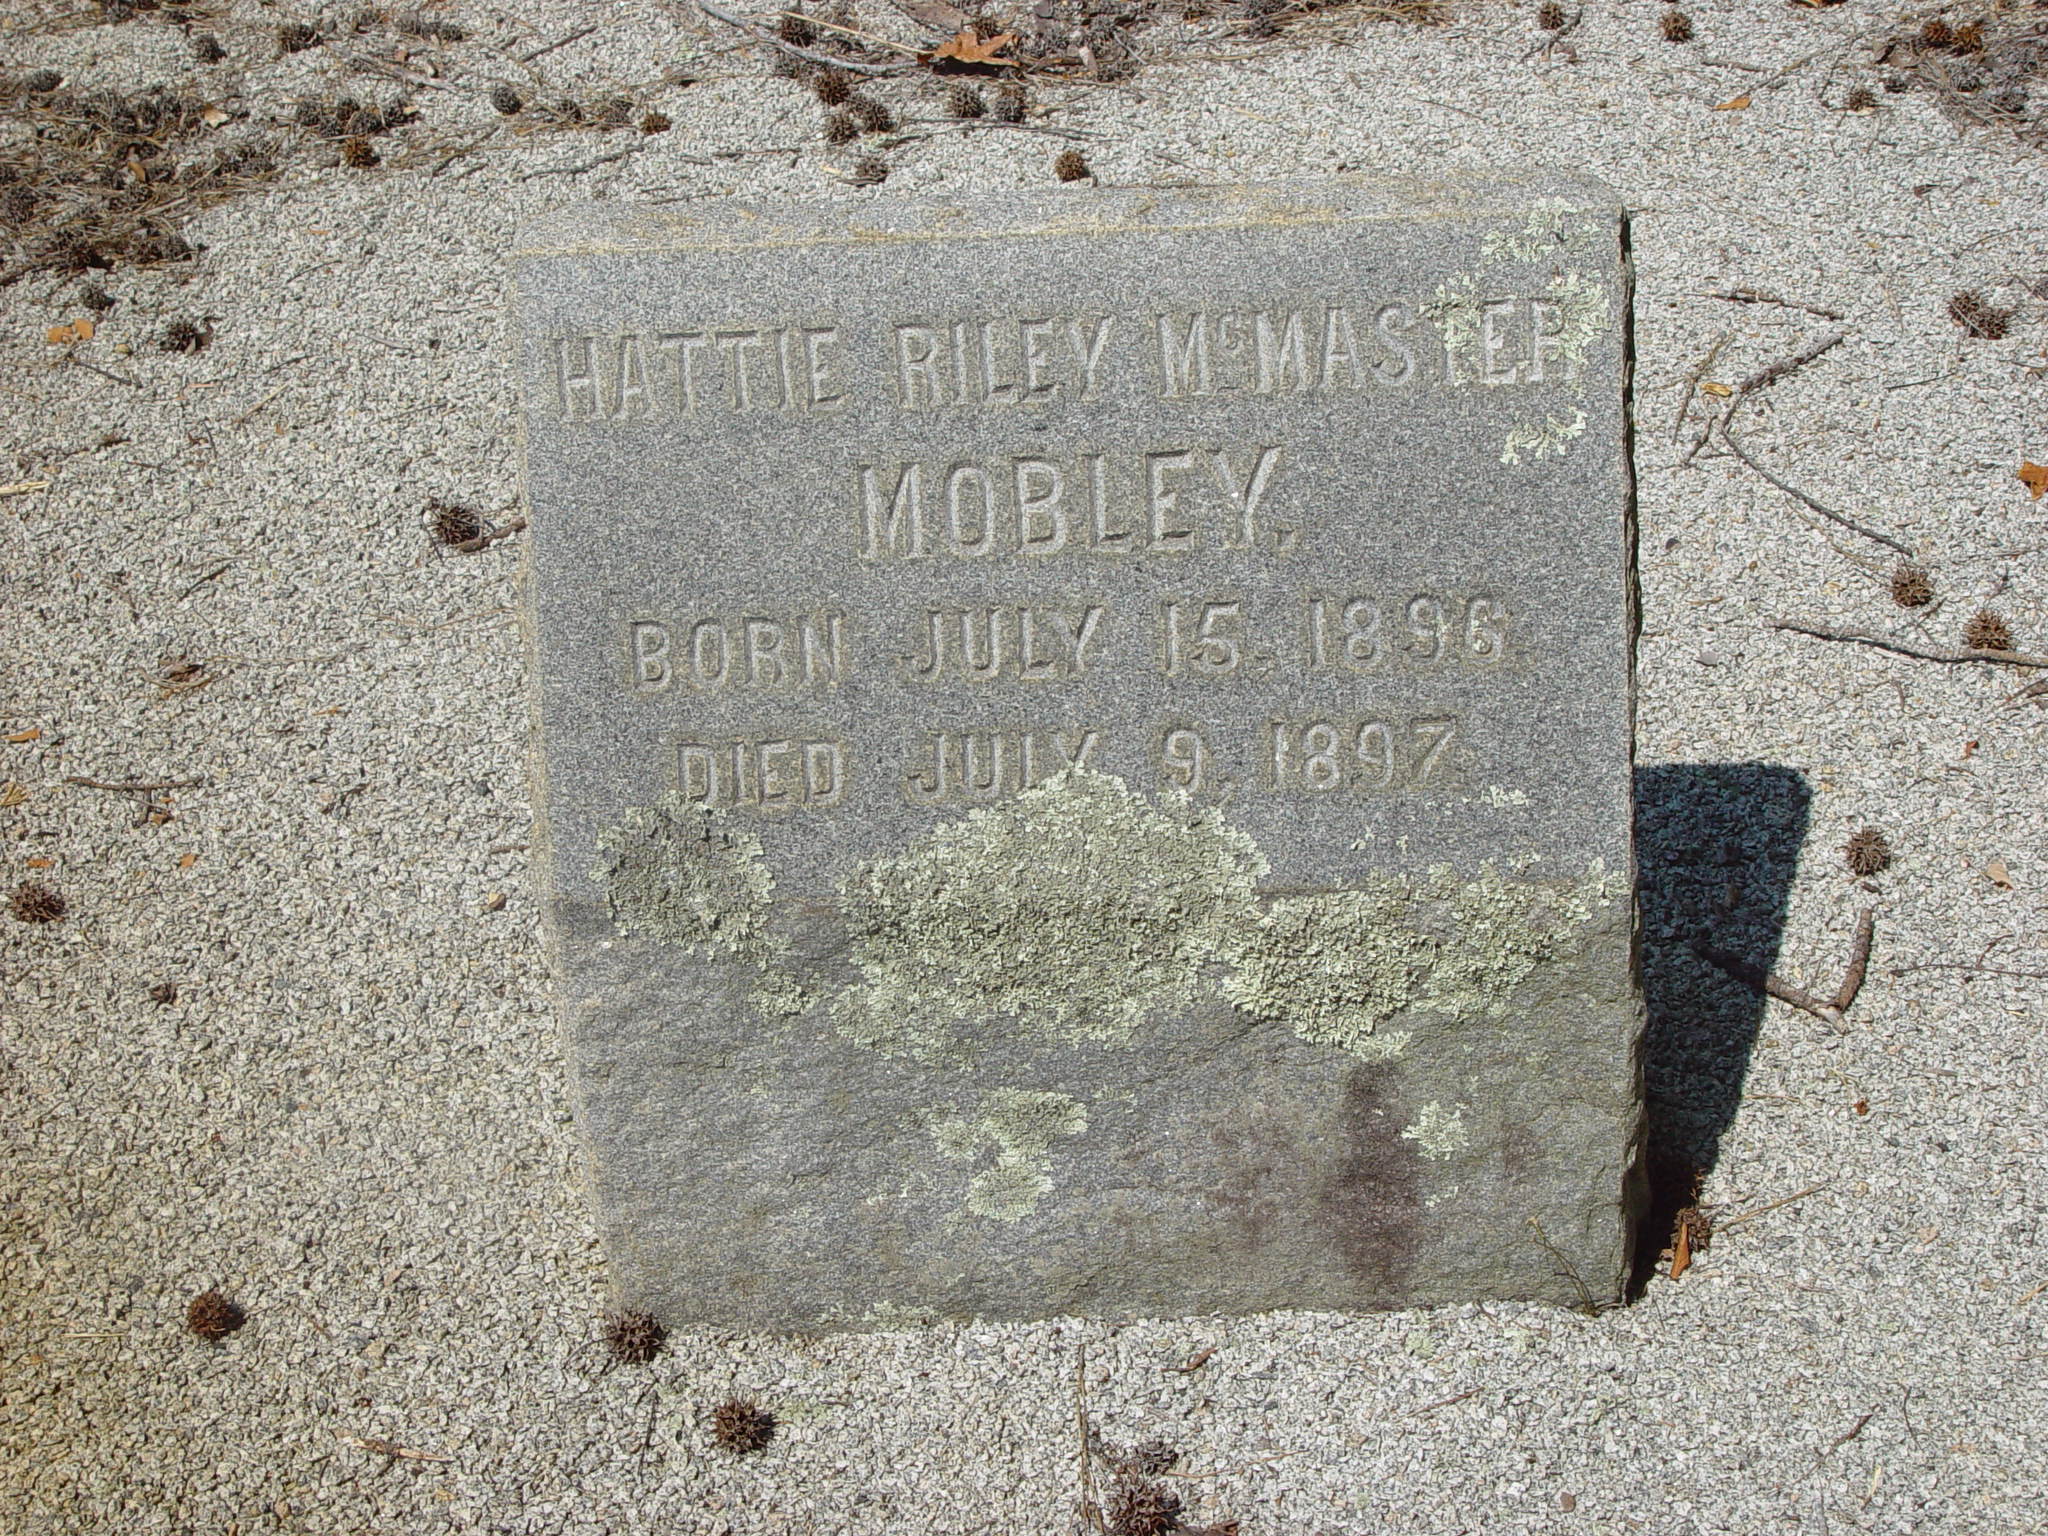 HATTIE RILEY McMASTER
MOBLEY.
BORN JULY 15. 1896
DIED JULY 9, 1897.